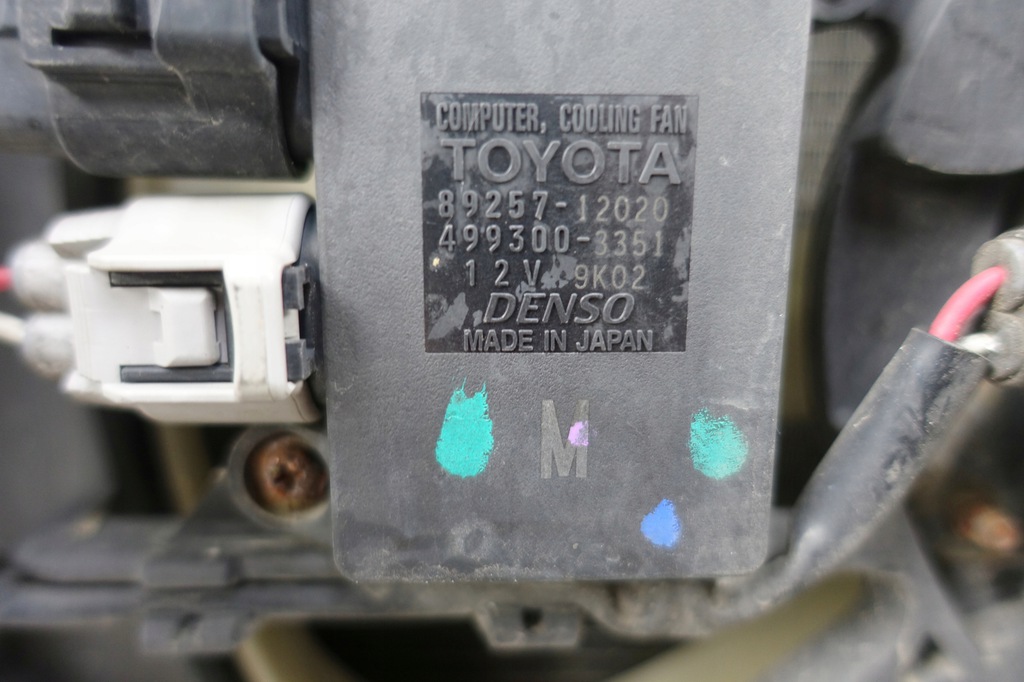 COMPUTER, COOLING FAN
TOYOTA
89257-12020
499300-3351
12V 9K02
DENSO
MADE IN JAPAN
M